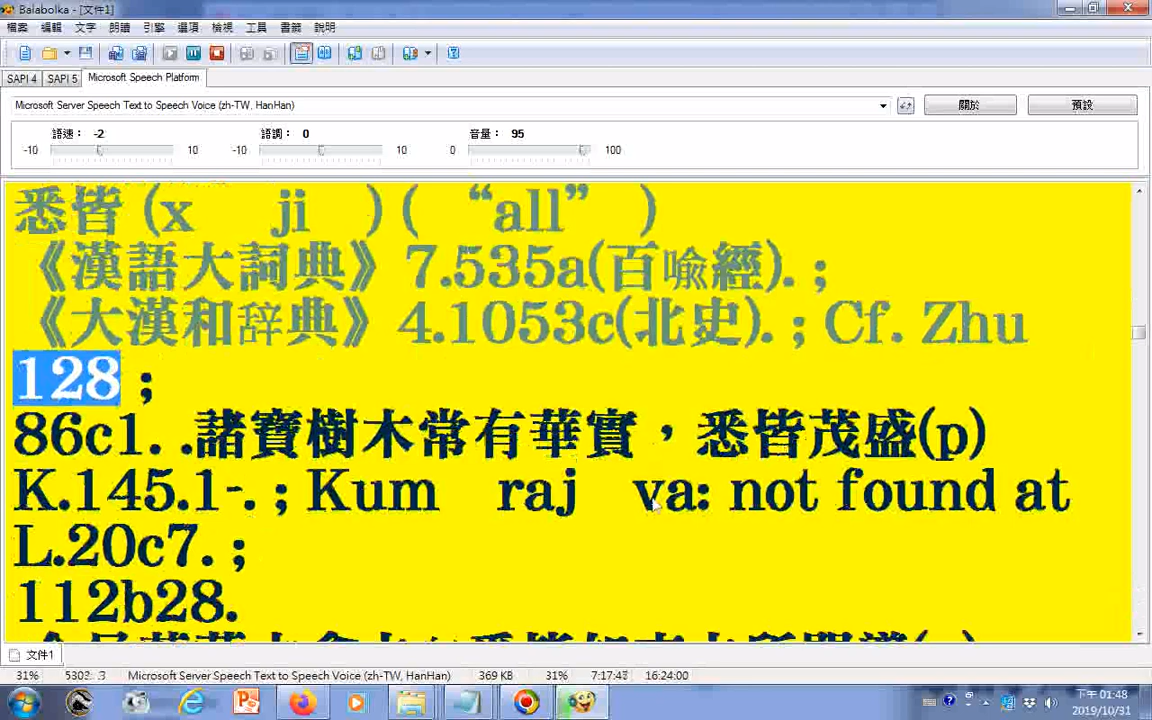 Balabolka - [文件1]
檔案 編輯 文字 朗讀 引擎 選項 檢視 工具 書籤 說明
SAPI 4 SAPI 5 Microsoft Speech Platform
Microsoft Server Speech Text to Speech Voice (zh-TW, HanHan) 關於 預設
語速： -2 語調： 0 音量： 95
-10 10 -10 10 0 100
悉皆 (x ji ) ( “all” )
《漢語大詞典》 7.535a(百喩經). ;
《大漢和辞典》 4.1053c(北史). ; Cf. Zhu
128 ;
86c1. .諸寶樹木常有華實，悉皆茂盛(p)
K.145.1-. ; Kum raj va: not found at
L.20c7. ;
112b28.
文件1
31% Microsoft Server Speech Text to Speech Voice (zh-TW, HanHan) 369 KB 31% 7:17:43 16:24:00
下午 01:48
2019/10/31